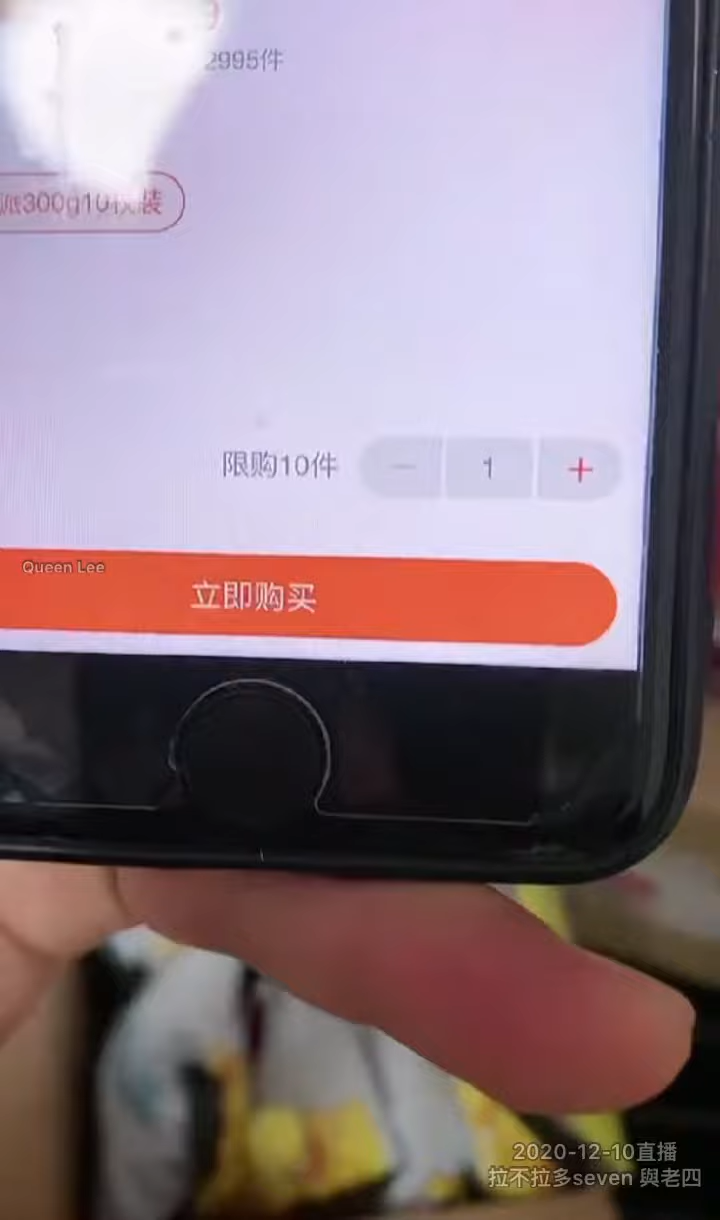 2995件
300g10枚装
限购10件
1
Queen Lee
立即购买
2020-12-10直播
拉不拉多seven 與老四